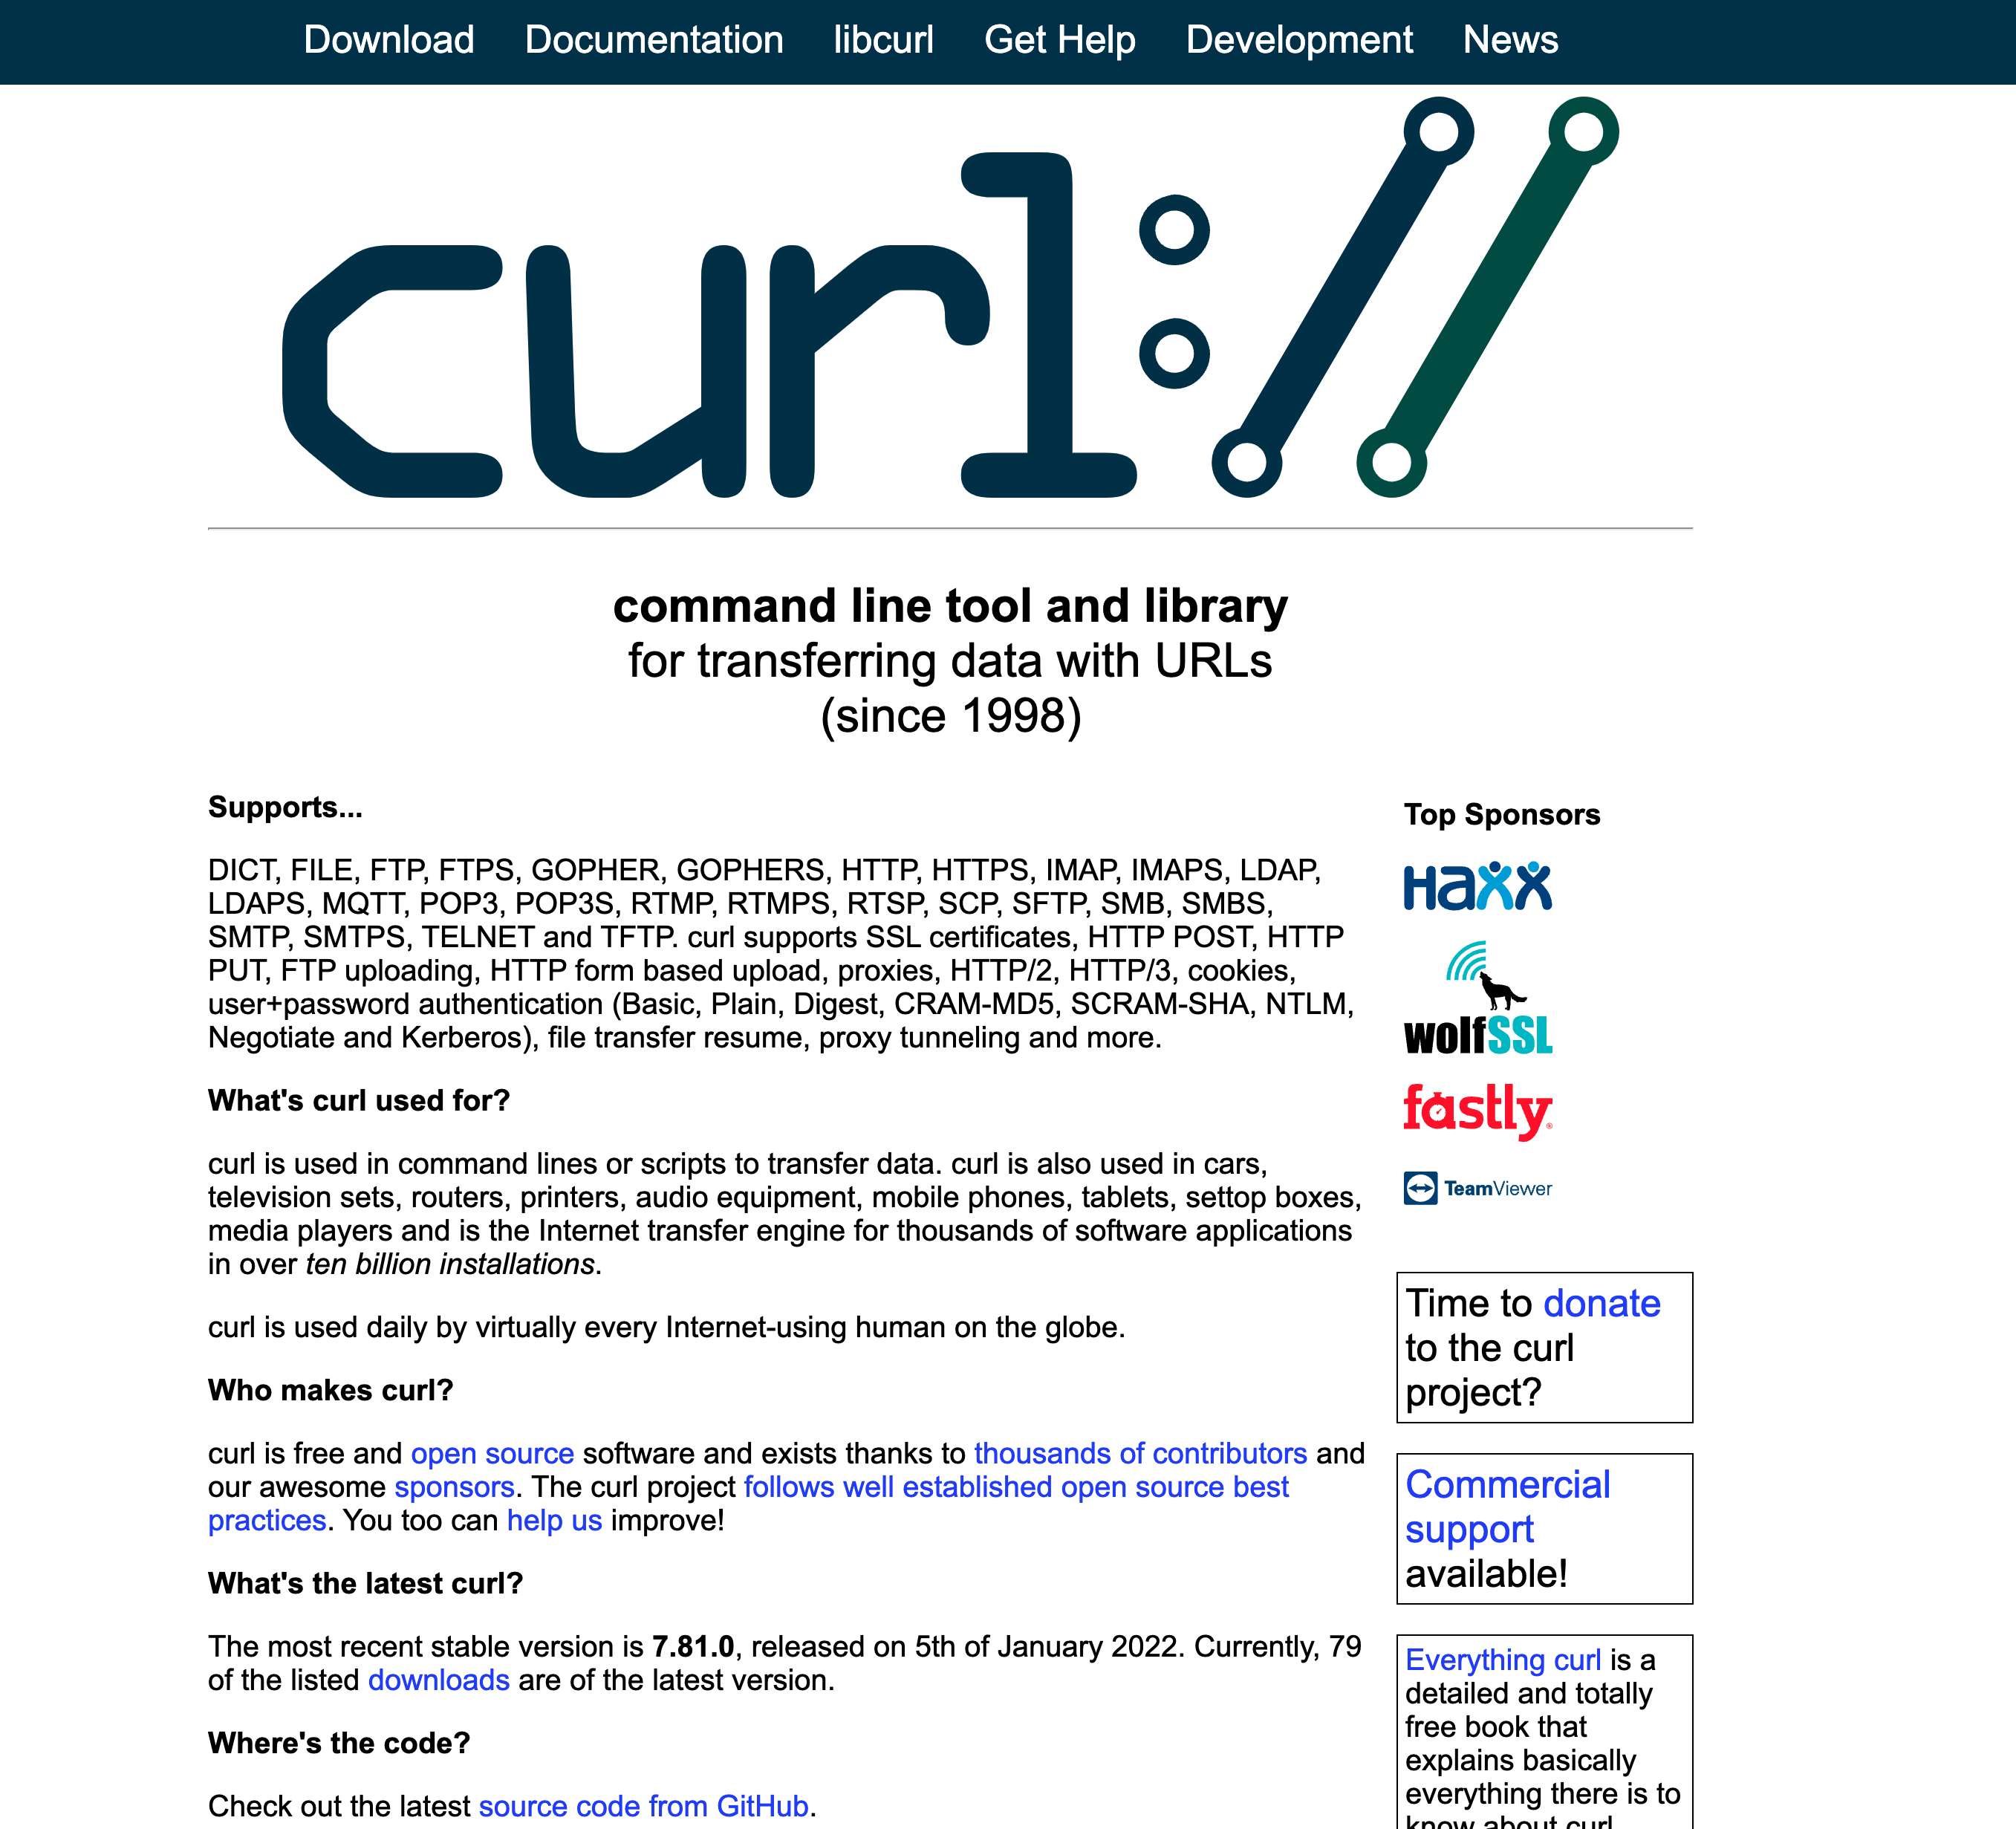 Download Documentation libcurl Get Help Development News
curl://
command line tool and library
for transferring data with URLs
(since 1998)
Supports...
DICT, FILE, FTP, FTPS, GOPHER, GOPHERS, HTTP, HTTPS, IMAP, IMAPS, LDAP,
LDAPS, MQTT, POP3, POP3S, RTMP, RTMPS, RTSP, SCP, SFTP, SMB, SMBS,
SMTP, SMTPS, TELNET and TFTP. curl supports SSL certificates, HTTP POST, HTTP
PUT, FTP uploading, HTTP form based upload, proxies, HTTP/2, HTTP/3, cookies,
user+password authentication (Basic, Plain, Digest, CRAM-MD5, SCRAM-SHA, NTLM,
Negotiate and Kerberos), file transfer resume, proxy tunneling and more.
What's curl used for?
curl is used in command lines or scripts to transfer data. curl is also used in cars,
television sets, routers, printers, audio equipment, mobile phones, tablets, settop boxes,
media players and is the Internet transfer engine for thousands of software applications
in over ten billion installations.
curl is used daily by virtually every Internet-using human on the globe.
Who makes curl?
curl is free and open source software and exists thanks to thousands of contributors and
our awesome sponsors. The curl project follows well established open source best
practices. You too can help us improve!
What's the latest curl?
The most recent stable version is 7.81.0, released on 5th of January 2022. Currently, 79
of the listed downloads are of the latest version.
Where's the code?
Check out the latest source code from GitHub.
Top Sponsors
Haxx
wolfSSL
fastly®
TeamViewer
Time to donate
to the curl
project?
Commercial
support
available!
Everything curl is a
detailed and totally
free book that
explains basically
everything there is to
know about curl